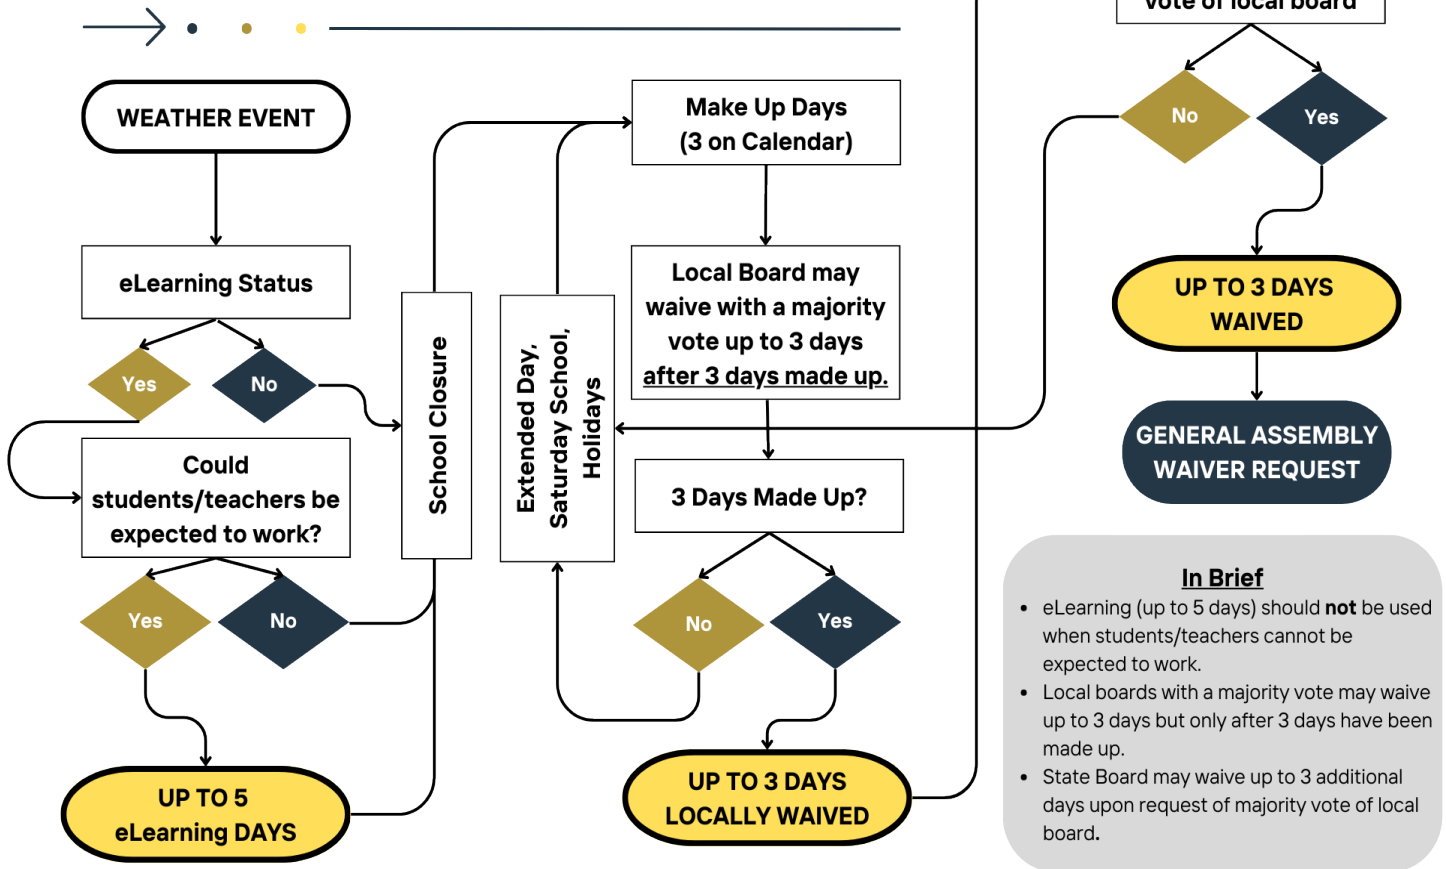 WEATHER EVENT
eLearning Status
Yes
No
Could
students/teachers be
expected to work?
Yes
No
UP TO 5
eLearning DAYS
School Closure
Extended Day,
Saturday School,
Holidays
Make Up Days
(3 on Calendar)
Local Board may
waive with a majority
vote up to 3 days
after 3 days made up.
3 Days Made Up?
No
Yes
UP TO 3 DAYS
LOCALLY WAIVED
vote of local board
No
Yes
UP TO 3 DAYS
WAIVED
GENERAL ASSEMBLY
WAIVER REQUEST
In Brief
• eLearning (up to 5 days) should not be used
when students/teachers cannot be
expected to work.
• Local boards with a majority vote may waive
up to 3 days but only after 3 days have been
made up.
• State Board may waive up to 3 additional
days upon request of majority vote of local
board.